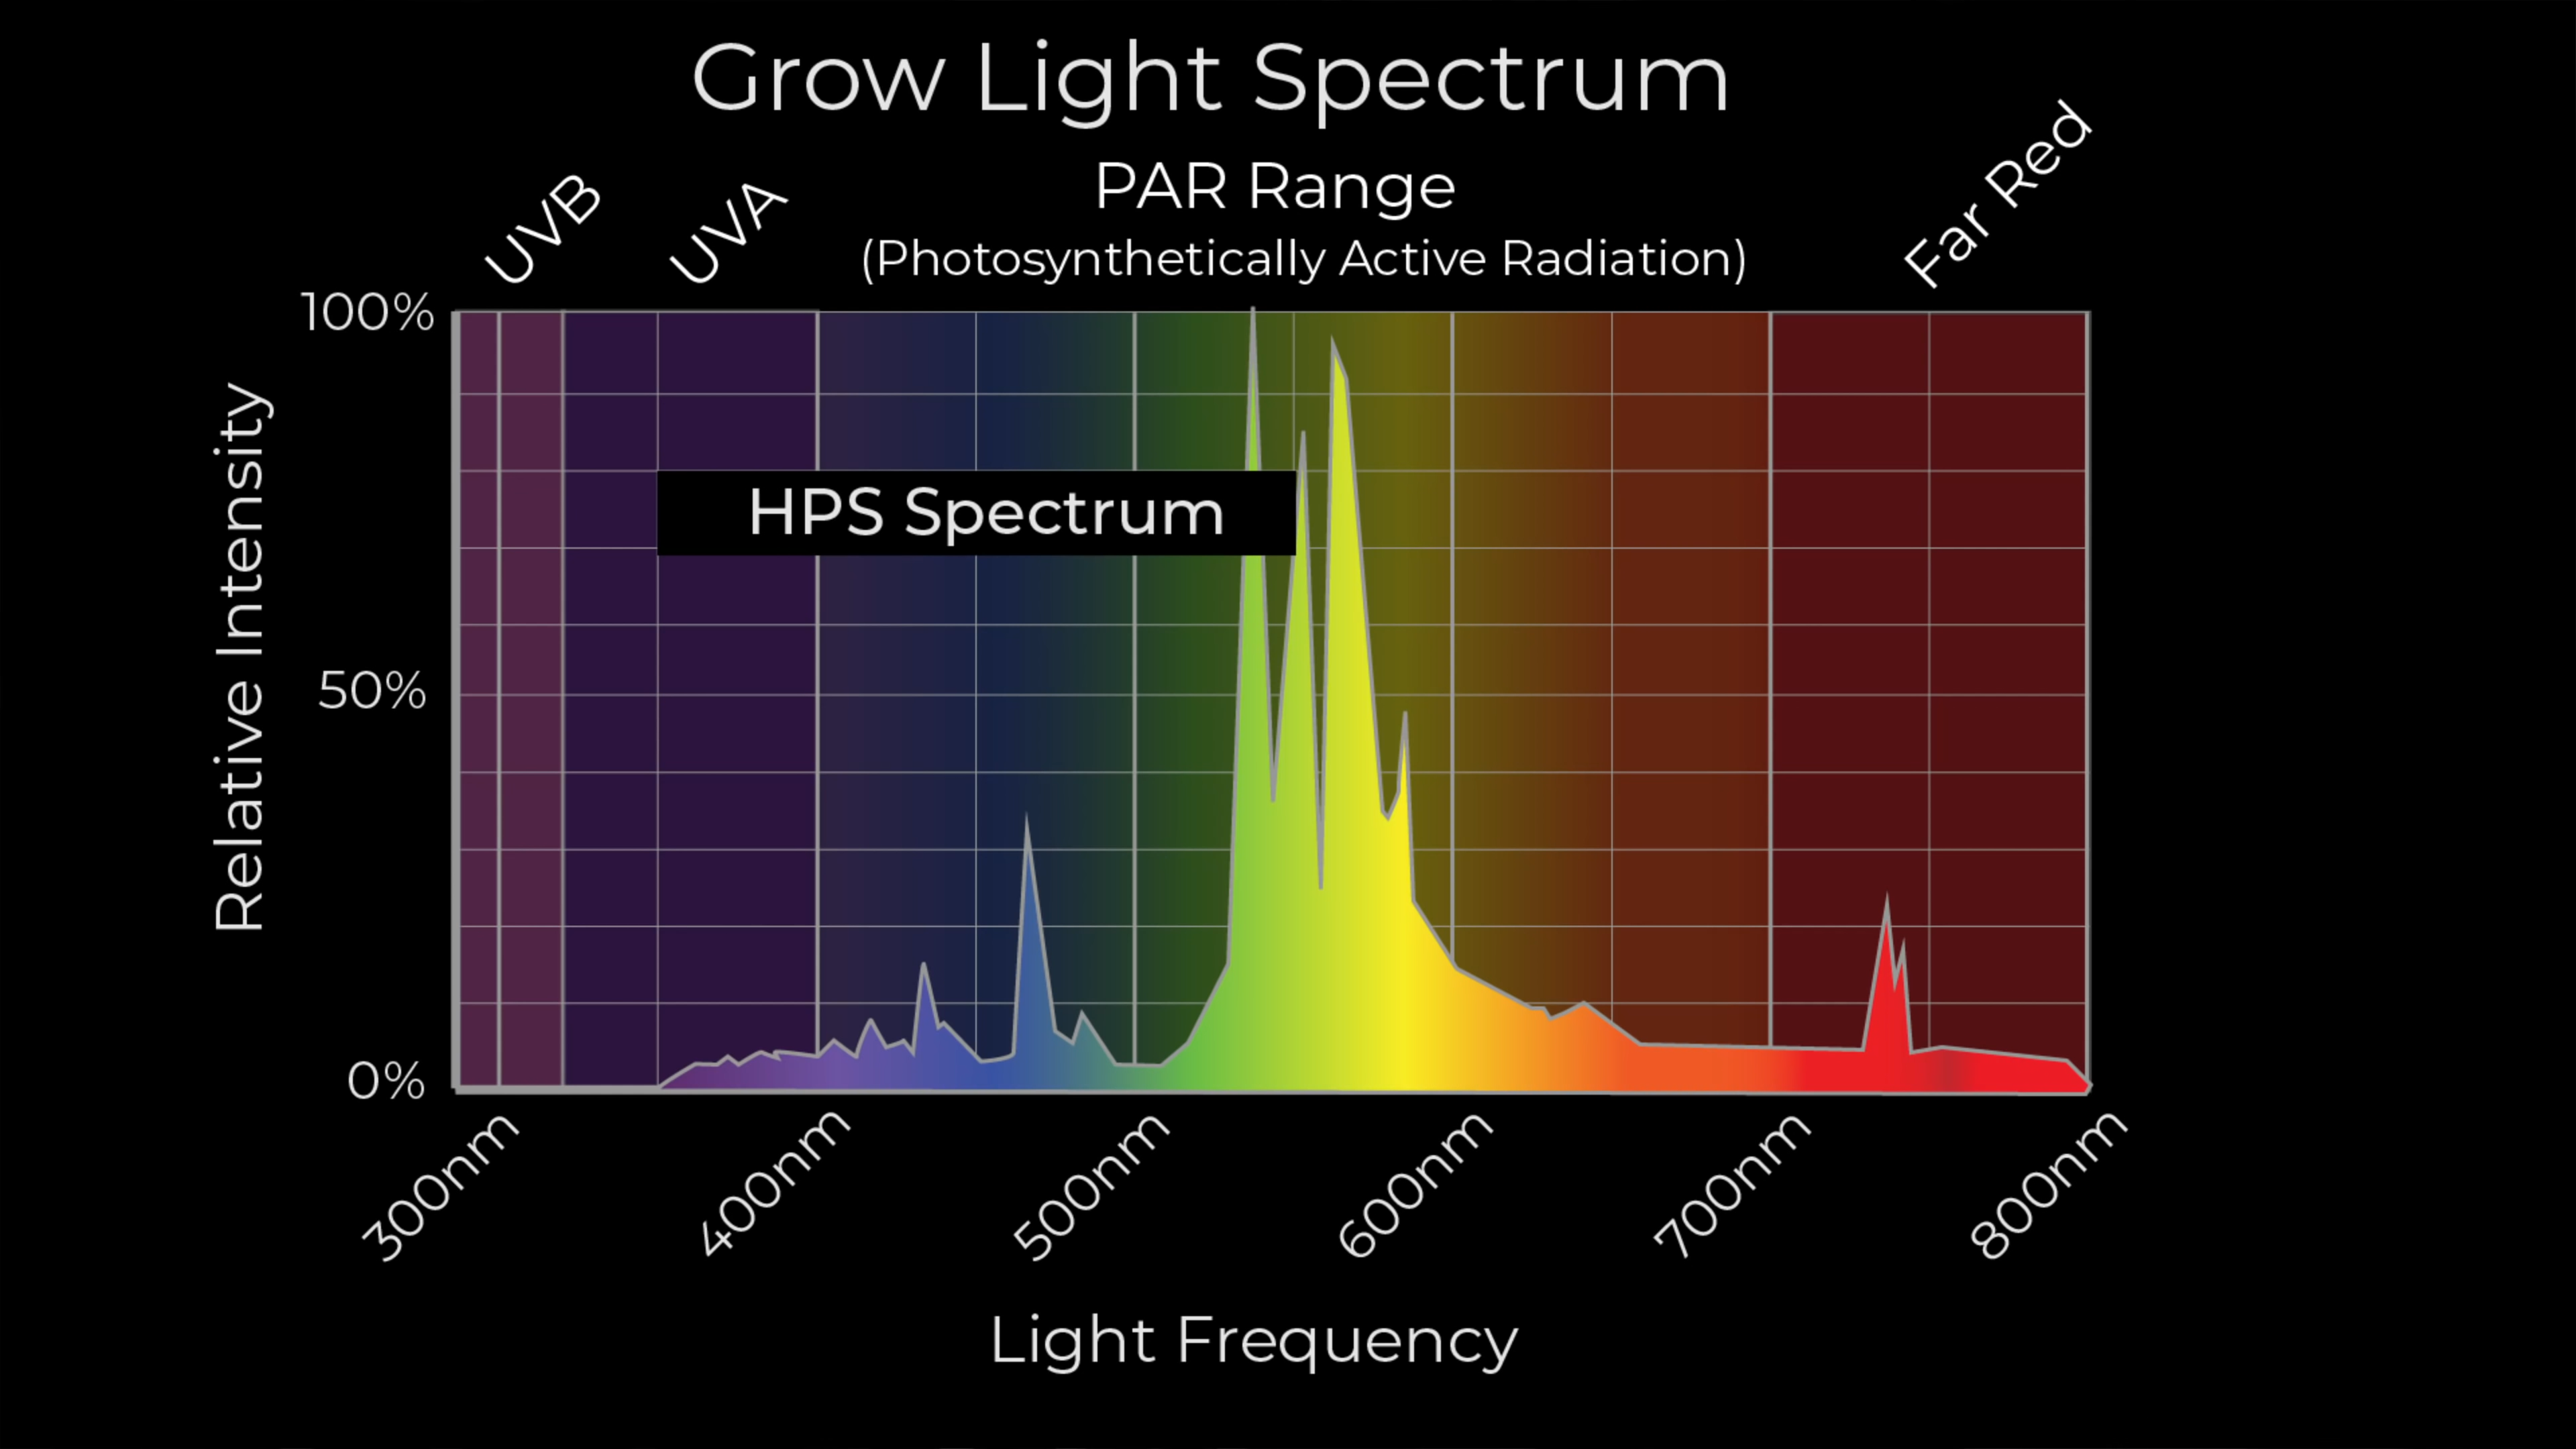 Grow Light Spectrum
UVB
UVA
PAR Range
(Photosynthetically Active Radiation)
Far Red
100%
HPS Spectrum
50%
0%
Relative Intensity
300nm
400nm
500nm
600nm
700nm
800nm
Light Frequency